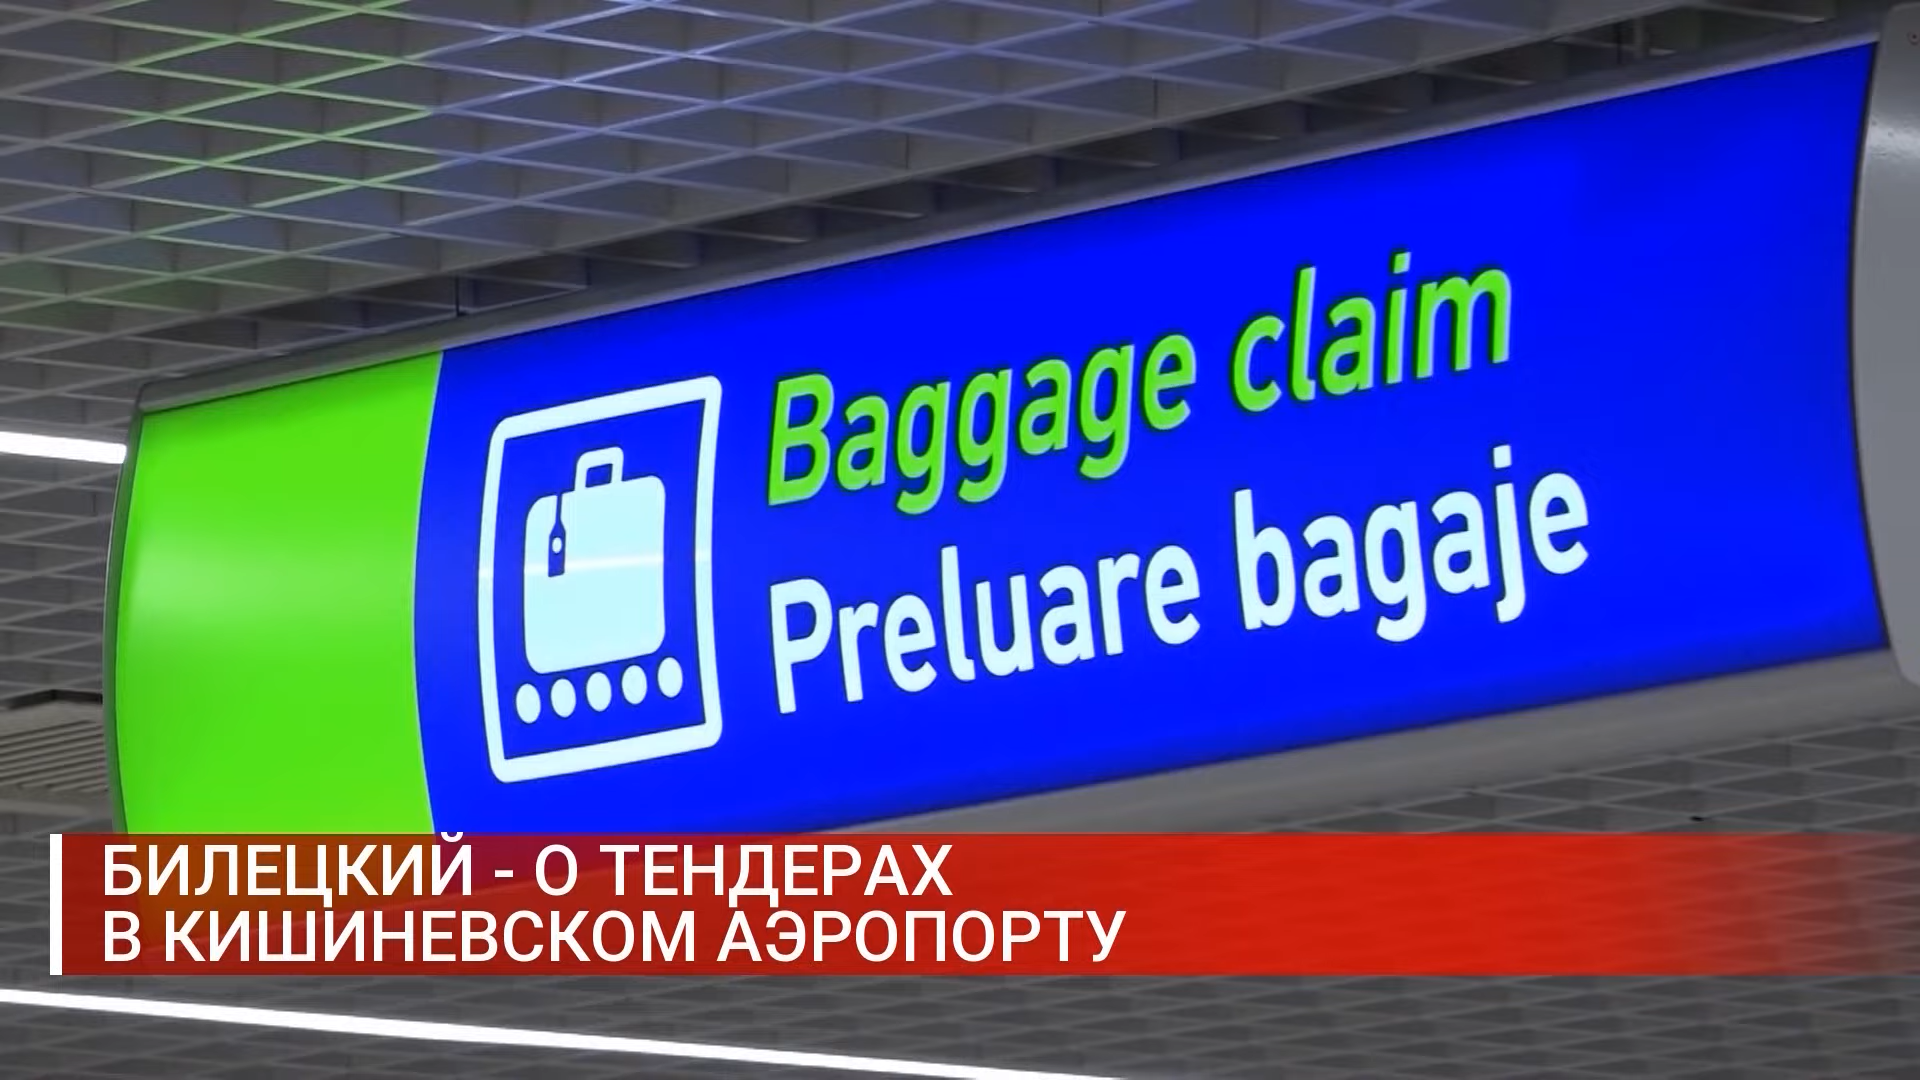 Baggage claim
Preluare bagaje
БИЛЕЦКИЙ - О ТЕНДЕРАХ
В КИШИНЕВСКОМ АЭРОПОРТУ